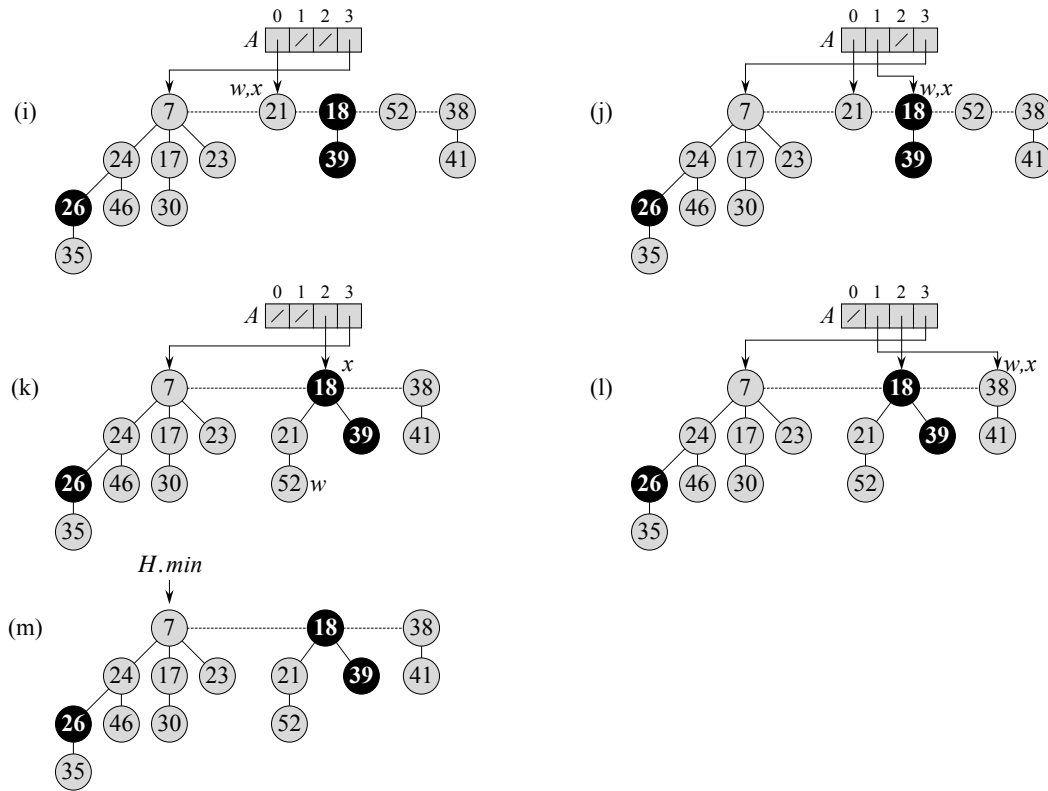 0 1 2 3
A / /
w,x
(i) 7 21 18 52 38
24 17 23 39 41
26 46 30
35
0 1 2 3
A /
w,x
(j) 7 21 18 52 38
24 17 23 39 41
26 46 30
35
0 1 2 3
A / /
x
(k) 7 18 38
24 17 23 21 39 41
26 46 30 52 w
35
0 1 2 3
A /
w,x
(l) 7 18 38
24 17 23 21 39 41
26 46 30 52
35
H.min
(m) 7 18 38
24 17 23 21 39 41
26 46 30 52
35